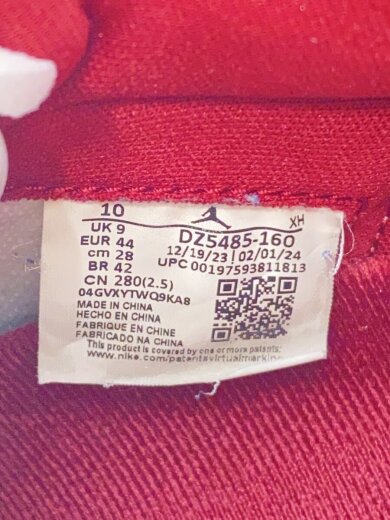 10
XH
UK 9
DZ5485-160
EUR 44
12/19/23 | 02/01/24
cm 28
UPC 00197593811813
BR 42
CN 280(2.5)
04GVXYTWQ9KA8
MADE IN CHINA
HECHO EN CHINA
FABRIQUE EN CHINE
FABRICADO NA CHINA
This product is covered by one or more patents:
www.nike.com/patentsvirtualmarking